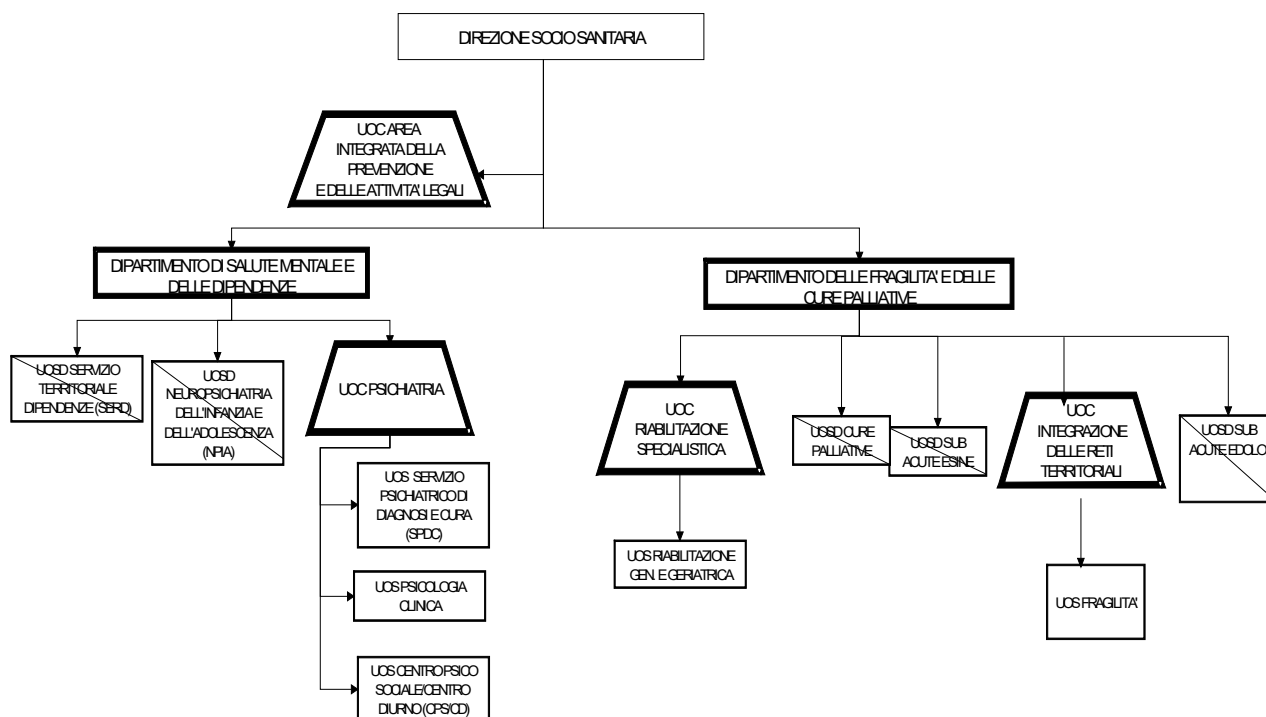 DIREZIONE SOCIO SANITARIA
UOC AREA
INTEGRATA DELLA
PREVENZIONE
E DELLE ATTIVITA' LEGALI
DIPARTIMENTO DI SALUTE MENTALE E
DELLE DIPENDENZE
DIPARTIMENTO DELLE FRAGILITA' E DELLE
CURE PALLIATIVE
UOSD SERVIZIO
TERRITORIALE
DIPENDENZE (SERD)
UOSD
NEUROPSICHIATRIA
DELL'INFANZIA E
DELL'ADOLESCENZA
(NPIA)
UOC PSICHIATRIA
UOS SERVIZIO
PSICHIATRICO DI
DIAGNOSI E CURA
(SPDC)
UOS PSICOLOGIA
CLINICA
UOS CENTRO PSICO
SOCIALE/CENTRO
DIURNO (CPS/CD)
UOC
RIABILITAZIONE
SPECIALISTICA
UOS RIABILITAZIONE
GEN. E GERIATRICA
UOSD CURE
PALLIATIVE
UOSD SUB
ACUTE ESINE
UOC
INTEGRAZIONE
DELLE RETI
TERRITORIALI
UOS FRAGILITA'
UOSD SUB
ACUTE EDOLO